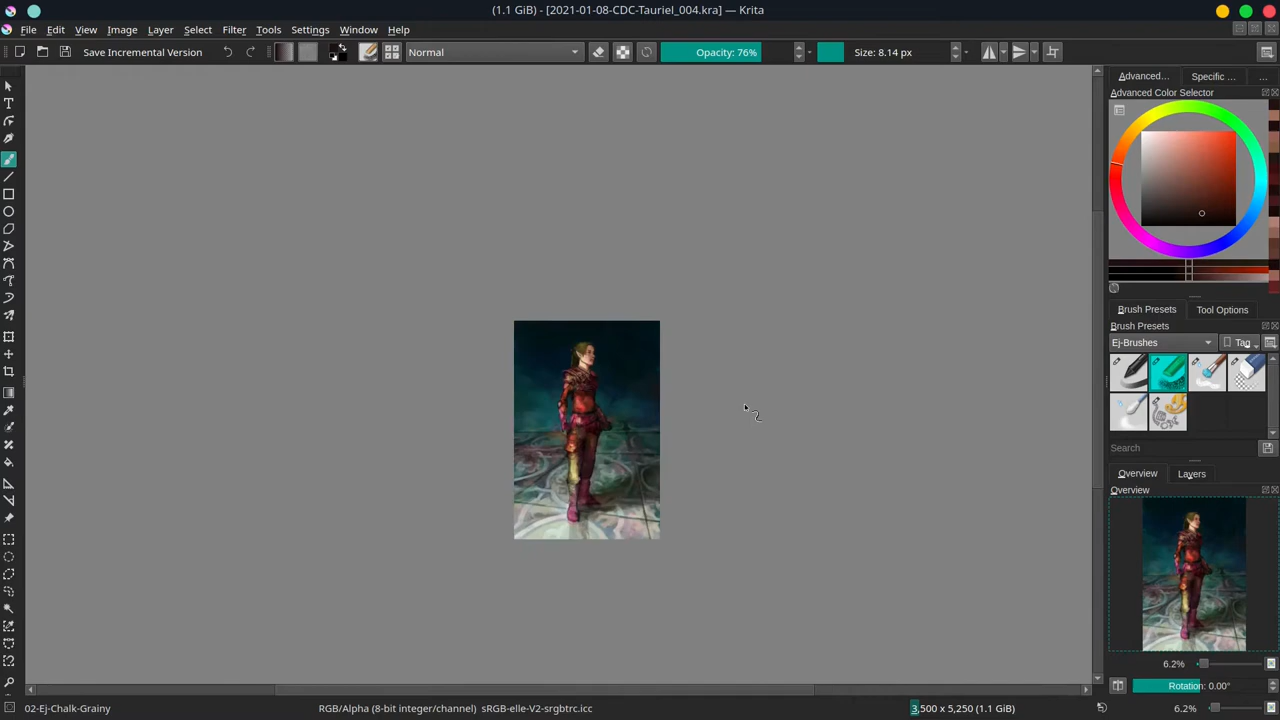 (1.1 GiB) - [2021-01-08-CDC-Tauriel_004.kra] — Krita
File Edit View Image Layer Filter Select Tools Settings Window Help
Save Incremental Version
Normal
Opacity: 76%
Size: 8.14 px
Advanced...
Specific ...
...
Advanced Color Selector
Brush Presets
Tool Options
Brush Presets
Ej-Brushes
Tag
Search
Overview
Layers
Overview
6.2%
Rotation: 0.00°
02-Ej-Chalk-Grainy
RGB/Alpha (8-bit integer/channel) sRGB-elle-V2-srgbtrc.icc
3,500 x 5,250 (1.1 GiB)
6.2%